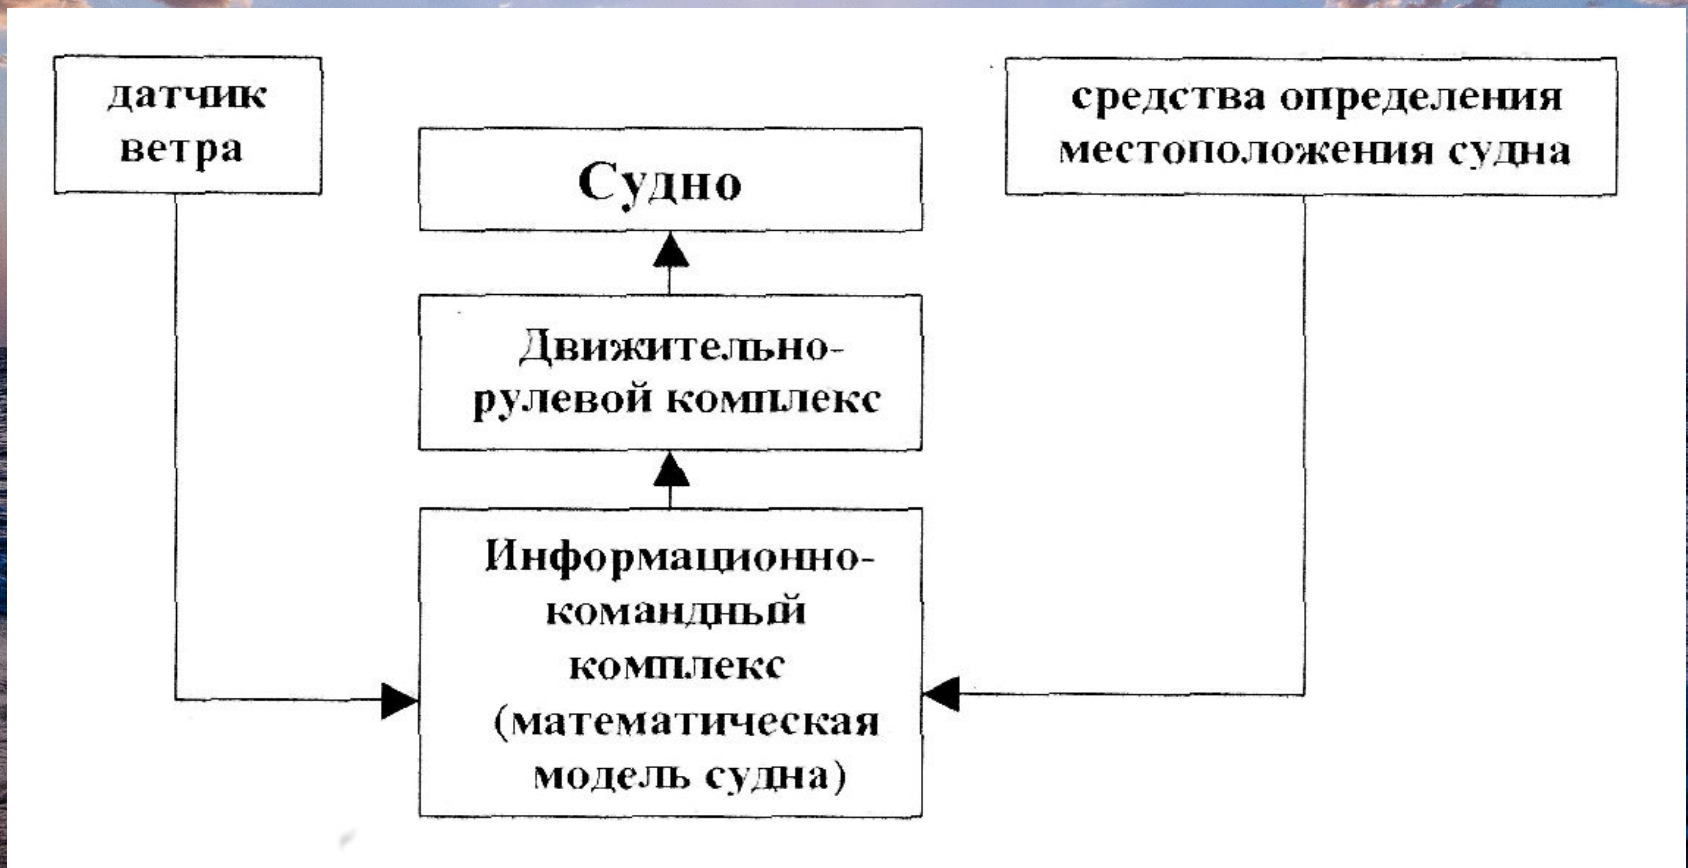 датчик
ветра
средства определения
местоположения судна
Судно
Движительно-
рулевой комплекс
Информационно-
командный
комплекс
(математическая
модель судна)